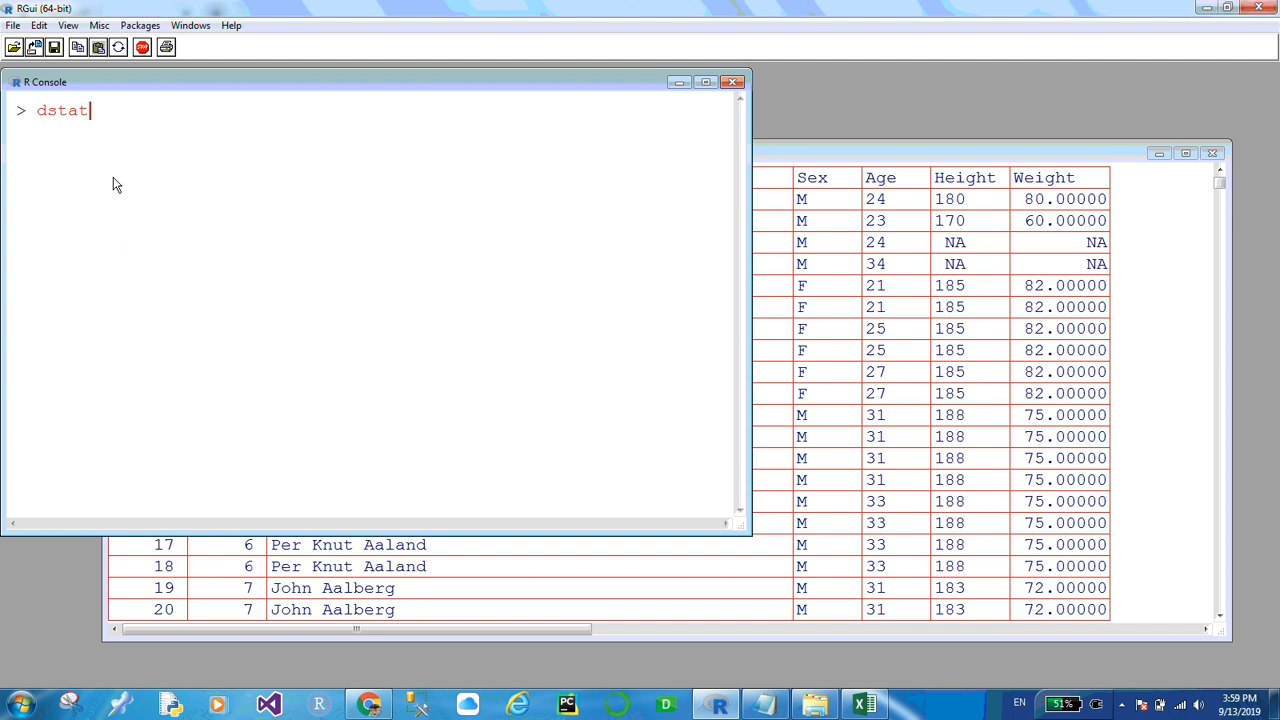 RGui (64-bit)
File Edit View Misc Packages Windows Help
STOP
R Console
> dstat
Sex Age Height Weight
M 24 180 80.00000
M 23 170 60.00000
M 24 NA NA
M 34 NA NA
F 21 185 82.00000
F 21 185 82.00000
F 25 185 82.00000
F 25 185 82.00000
F 27 185 82.00000
F 27 185 82.00000
M 31 188 75.00000
M 31 188 75.00000
M 31 188 75.00000
M 31 188 75.00000
M 33 188 75.00000
M 33 188 75.00000
17 6 Per Knut Aaland M 33 188 75.00000
18 6 Per Knut Aaland M 33 188 75.00000
19 7 John Aalberg M 31 183 72.00000
20 7 John Aalberg M 31 183 72.00000
EN 51% 3:59 PM
9/13/2019